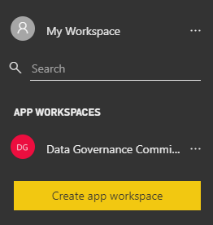 My Workspace ...
Search
APP WORKSPACES
DG Data Governance Commi... ...
Create app workspace